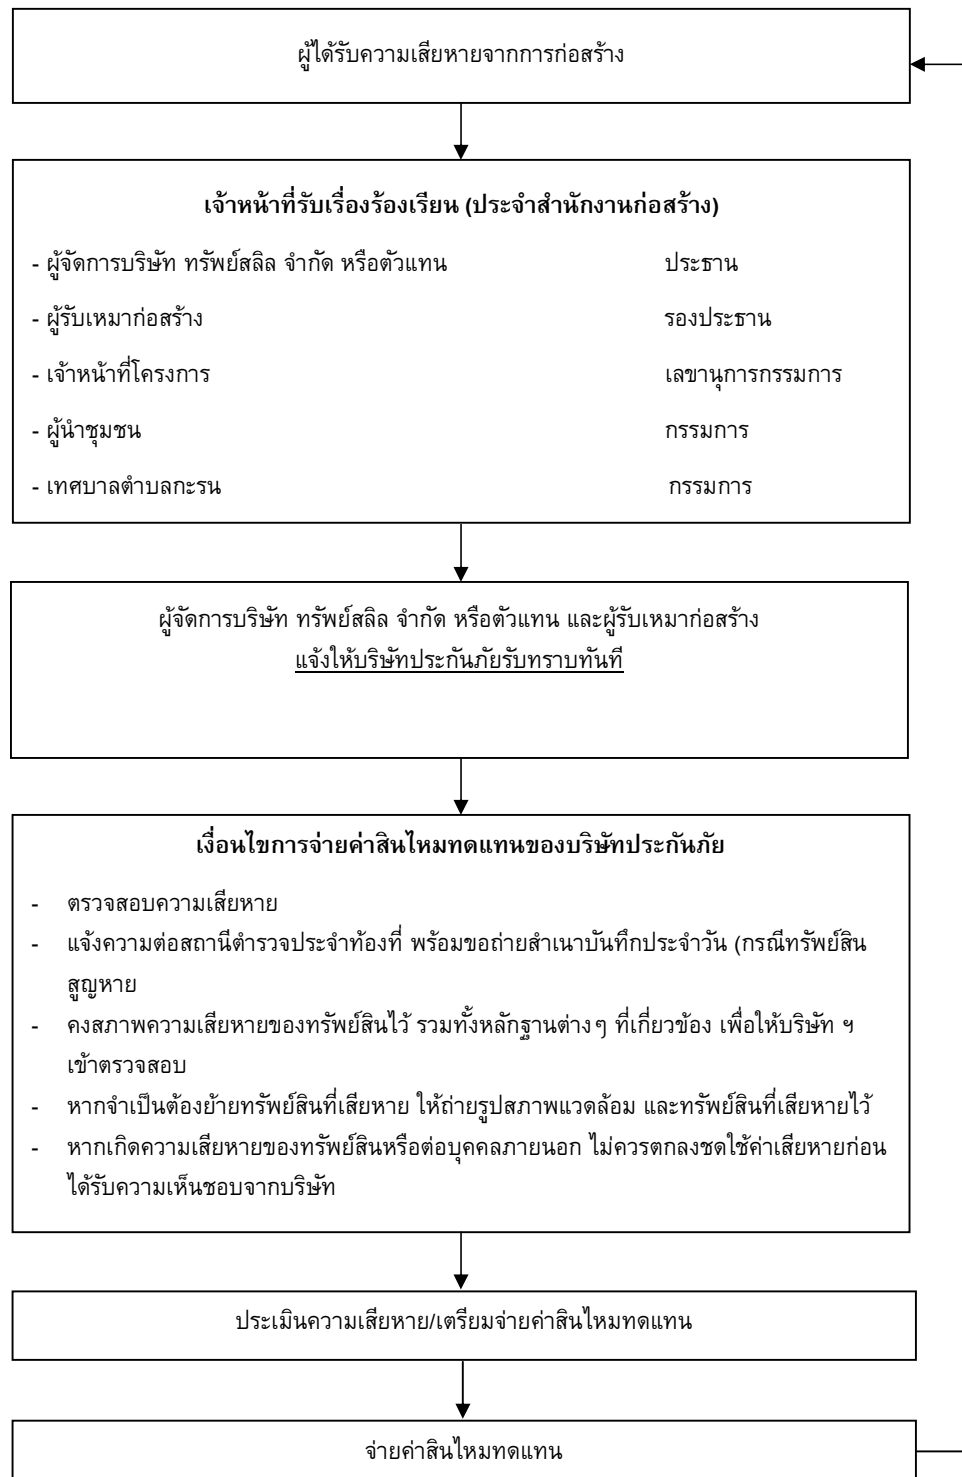 ผู้ได้รับความเสียหายจากการก่อสร้าง
เจ้าหน้าที่รับเรื่องร้องเรียน (ประจำสำนักงานก่อสร้าง)
- ผู้จัดการบริษัท ทรัพย์สลิล จำกัด หรือตัวแทน ประธาน
- ผู้รับเหมาก่อสร้าง รองประธาน
- เจ้าหน้าที่โครงการ เลขานุการกรรมการ
- ผู้นำชุมชน กรรมการ
- เทศบาลตำบลกะรน กรรมการ
ผู้จัดการบริษัท ทรัพย์สลิล จำกัด หรือตัวแทน และผู้รับเหมาก่อสร้าง
แจ้งให้บริษัทประกันภัยรับทราบทันที
เงื่อนไขการจ่ายค่าสินไหมทดแทนของบริษัทประกันภัย
- ตรวจสอบความเสียหาย
- แจ้งความต่อสถานีตำรวจประจำท้องที่ พร้อมขอถ่ายสำเนาบันทึกประจำวัน (กรณีทรัพย์สิน
สูญหาย
- คงสภาพความเสียหายของทรัพย์สินไว้ รวมทั้งหลักฐานต่างๆ ที่เกี่ยวข้อง เพื่อให้บริษัท ฯ
เข้าตรวจสอบ
- หากจำเป็นต้องย้ายทรัพย์สินที่เสียหาย ให้ถ่ายรูปสภาพแวดล้อม และทรัพย์สินที่เสียหายไว้
- หากเกิดความเสียหายของทรัพย์สินหรือต่อบุคคลภายนอก ไม่ควรตกลงชดใช้ค่าเสียหายก่อน
ได้รับความเห็นชอบจากบริษัท
ประเมินความเสียหาย/เตรียมจ่ายค่าสินไหมทดแทน
จ่ายค่าสินไหมทดแทน